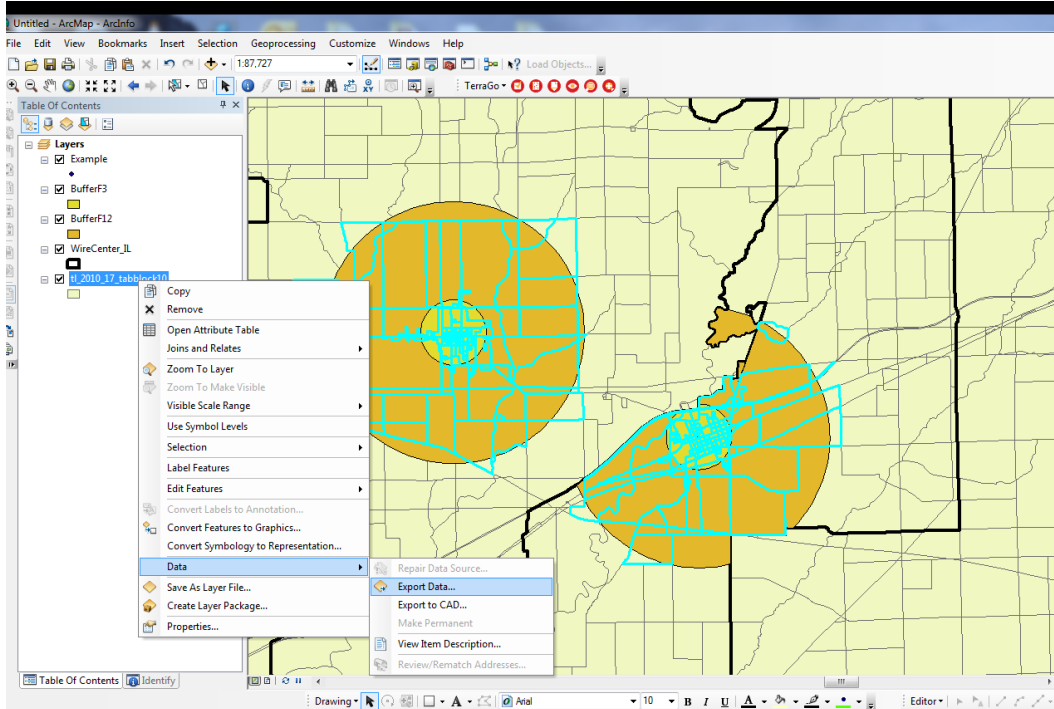 Untitled - ArcMap - ArcInfo
File Edit View Bookmarks Insert Selection Geoprocessing Customize Windows Help
1:87,727
Load Objects...
TerraGo
Table Of Contents
Layers
Example
BufferF3
BufferF12
WireCenter_IL
tl_2010_17_tabblock10
Copy
Remove
Open Attribute Table
Joins and Relates
Zoom To Layer
Zoom To Make Visible
Visible Scale Range
Use Symbol Levels
Selection
Label Features
Edit Features
Convert Labels to Annotation...
Convert Features to Graphics...
Convert Symbology to Representation...
Data
Save As Layer File...
Create Layer Package...
Properties...
Repair Data Source...
Export Data...
Export to CAD...
Make Permanent
View Item Description...
Review/Rematch Addresses...
Table Of Contents Identify
Drawing A Arial 10 B I U A Editor